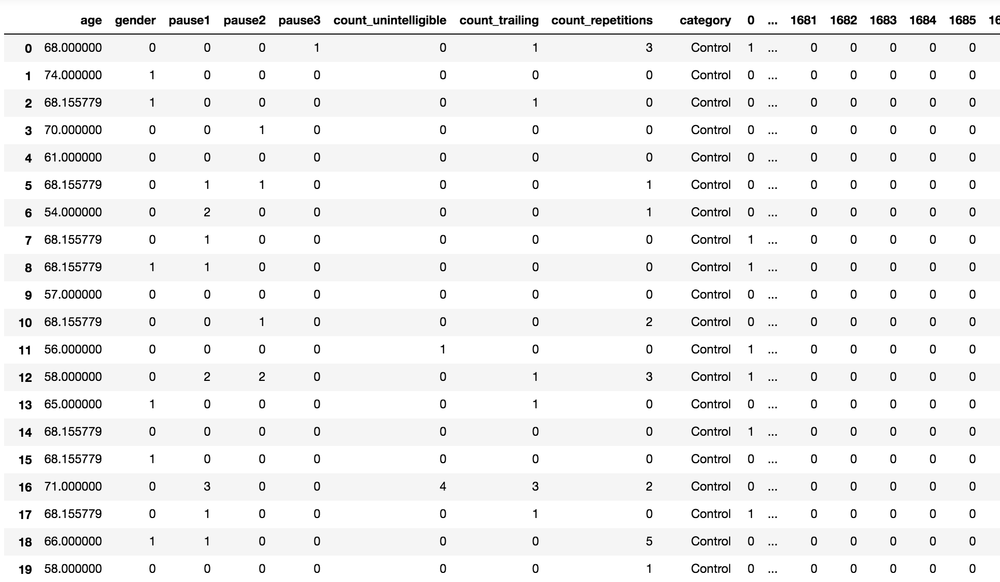 age gender pause1 pause2 pause3 count_unintelligible count_trailing count_repetitions category 0 ... 1681 1682 1683 1684 1685 16
0 68.000000 0 0 0 1 0 1 3 Control 1 ... 0 0 0 0 0
1 74.000000 1 0 0 0 0 0 0 Control 0 ... 0 0 0 0 0
2 68.155779 1 0 0 0 0 1 0 Control 0 ... 0 0 0 0 0
3 70.000000 0 0 1 0 0 0 0 Control 0 ... 0 0 0 0 0
4 61.000000 0 0 0 0 0 0 0 Control 0 ... 0 0 0 0 0
5 68.155779 0 1 1 0 0 0 1 Control 0 ... 0 0 0 0 0
6 54.000000 0 2 0 0 0 0 1 Control 0 ... 0 0 0 0 0
7 68.155779 0 1 0 0 0 0 0 Control 1 ... 0 0 0 0 0
8 68.155779 1 1 0 0 0 0 0 Control 1 ... 0 0 0 0 0
9 57.000000 0 0 0 0 0 0 0 Control 0 ... 0 0 0 0 0
10 68.155779 0 0 1 0 0 0 2 Control 0 ... 0 0 0 0 0
11 56.000000 0 0 0 0 1 0 0 Control 1 ... 0 0 0 0 0
12 58.000000 0 2 2 0 0 1 3 Control 1 ... 0 0 0 0 0
13 65.000000 1 0 0 0 0 1 0 Control 0 ... 0 0 0 0 0
14 68.155779 0 0 0 0 0 0 0 Control 1 ... 0 0 0 0 0
15 68.155779 1 0 0 0 0 0 0 Control 0 ... 0 0 0 0 0
16 71.000000 0 3 0 0 4 3 2 Control 0 ... 0 0 0 0 0
17 68.155779 0 1 0 0 0 1 0 Control 1 ... 0 0 0 0 0
18 66.000000 1 1 0 0 0 0 5 Control 0 ... 0 0 0 0 0
19 58.000000 0 0 0 0 0 0 1 Control 0 ... 0 0 0 0 0